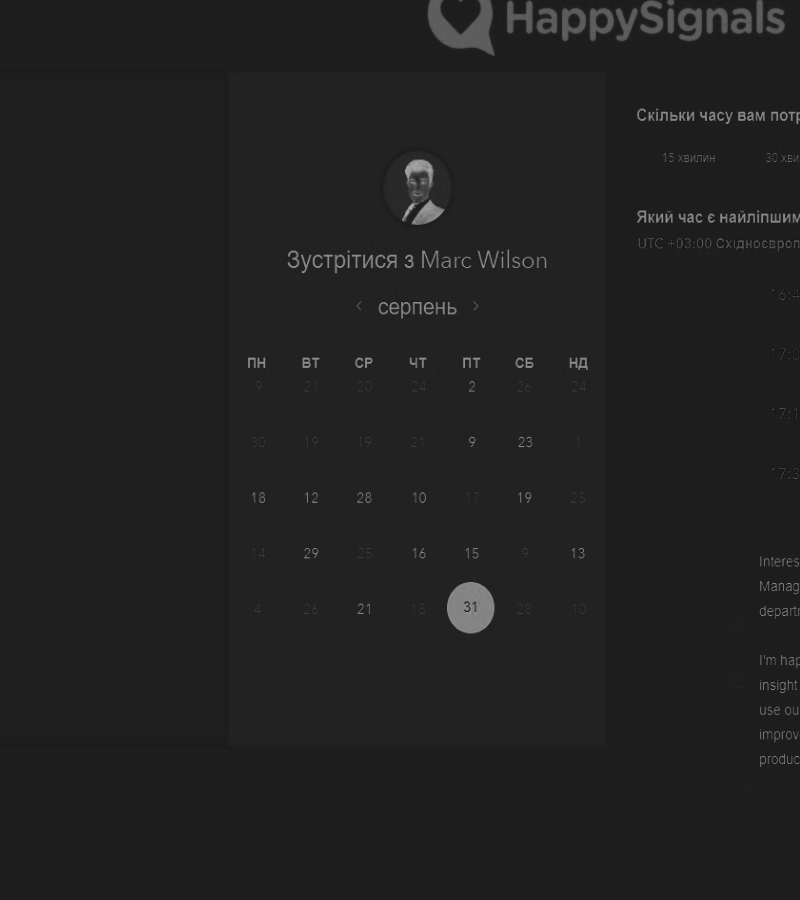 HappySignals
Зустрітися з Marc Wilson
серпень
ПН ВТ СР ЧТ ПТ СБ НД
9 21 20 24 2 26 24
30 19 19 21 9 23 1
18 12 28 10 17 19 25
14 29 25 16 15 9 13
4 26 21 18 31 28 10
Скільки часу вам потр
15 хвилин 30 хви
Який час є найліпшим
UTC +03:00 Східноєвроп
16:4
17:0
17:1
17:3
Interes
Manag
departm
I'm hap
insight
use ou
improv
produc